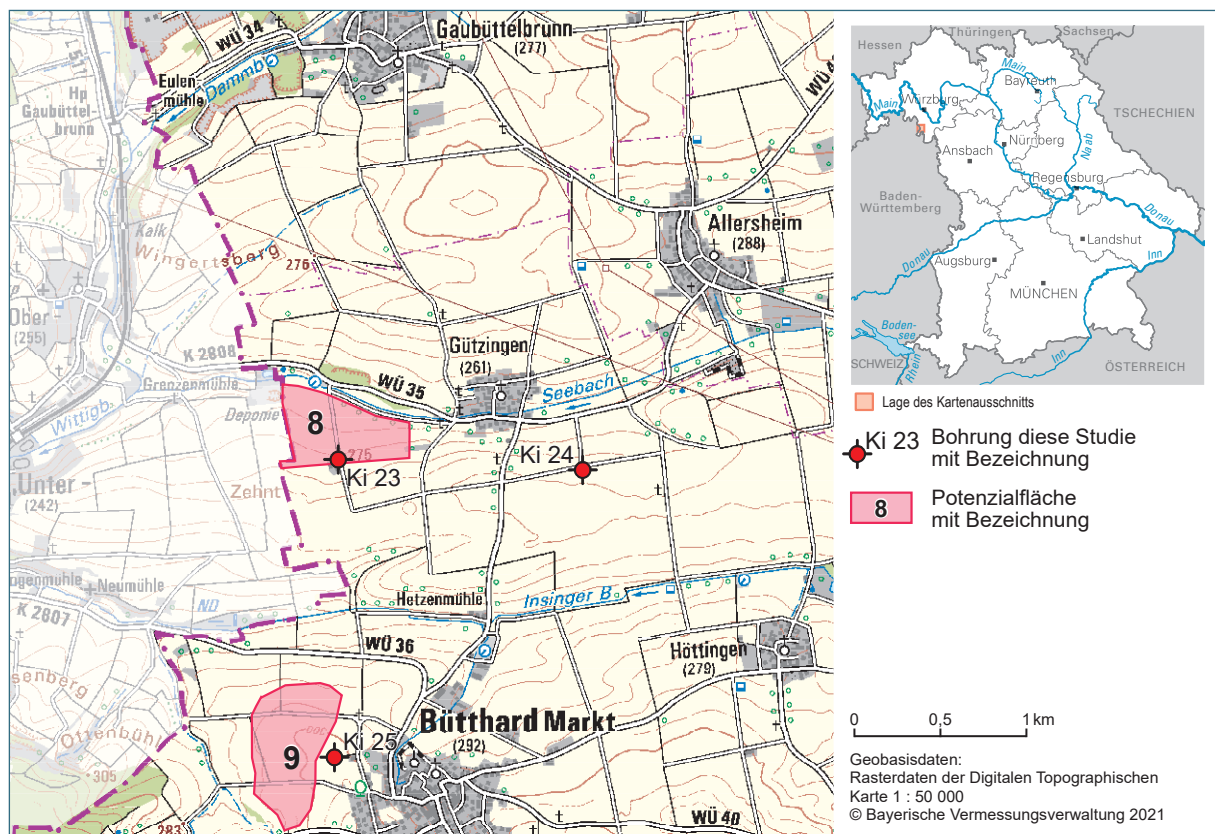 WÜ 34
Gaubüttelbrunn
(277)
Eulen-
mühle
Dammb.
L 511
Hp
Gaubüttel-
brunn
Kalk
Wingertsberg
276
Allersheim
(288)
Ober-
(255)
K 2808
Grenzenmühle
Wittigb.
Deponie
WÜ 35
Gützingen
(261)
Seebach
8
275
Ki 23
Ki 24
Unter-
(242)
Zehnt
Neumühle
ND
K 2807
Hetzenmühle
Insinger B.
WÜ 36
Höttingen
(279)
Ottenbühl
305
9
Ki 25
Bütthard Markt
(292)
283
WÜ 40
Hessen
Thüringen
Sachsen
Main
Bayreuth
Main
Würzburg
TSCHECHIEN
Naab
Nürnberg
Ansbach
Regensburg
Baden-
Württemberg
Donau
Landshut
Donau
Augsburg
Inn
MÜNCHEN
Boden-
see
SCHWEIZ
Rhein
Inn
ÖSTERREICH
Lage des Kartenausschnitts
Ki 23 Bohrung diese Studie
mit Bezeichnung
8 Potenzialfläche
mit Bezeichnung
0 0,5 1 km
Geobasisdaten:
Rasterdaten der Digitalen Topographischen
Karte 1 : 50 000
© Bayerische Vermessungsverwaltung 2021